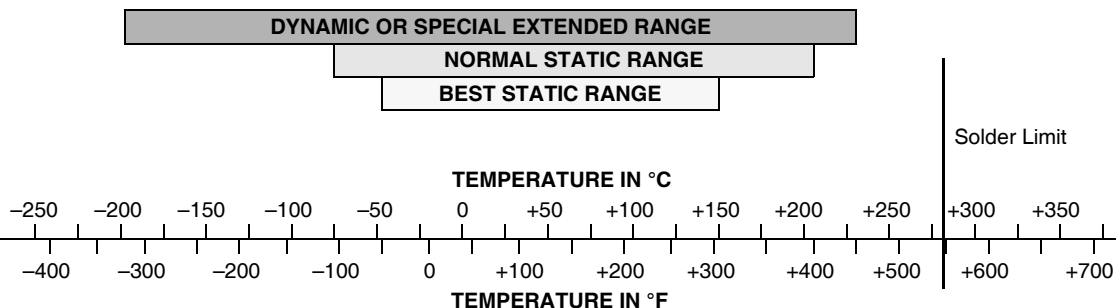 DYNAMIC OR SPECIAL EXTENDED RANGE
NORMAL STATIC RANGE
BEST STATIC RANGE
Solder Limit
TEMPERATURE IN °C
–250 –200 –150 –100 –50 0 +50 +100 +150 +200 +250 +300 +350
–400 –300 –200 –100 0 +100 +200 +300 +400 +500 +600 +700
TEMPERATURE IN °F